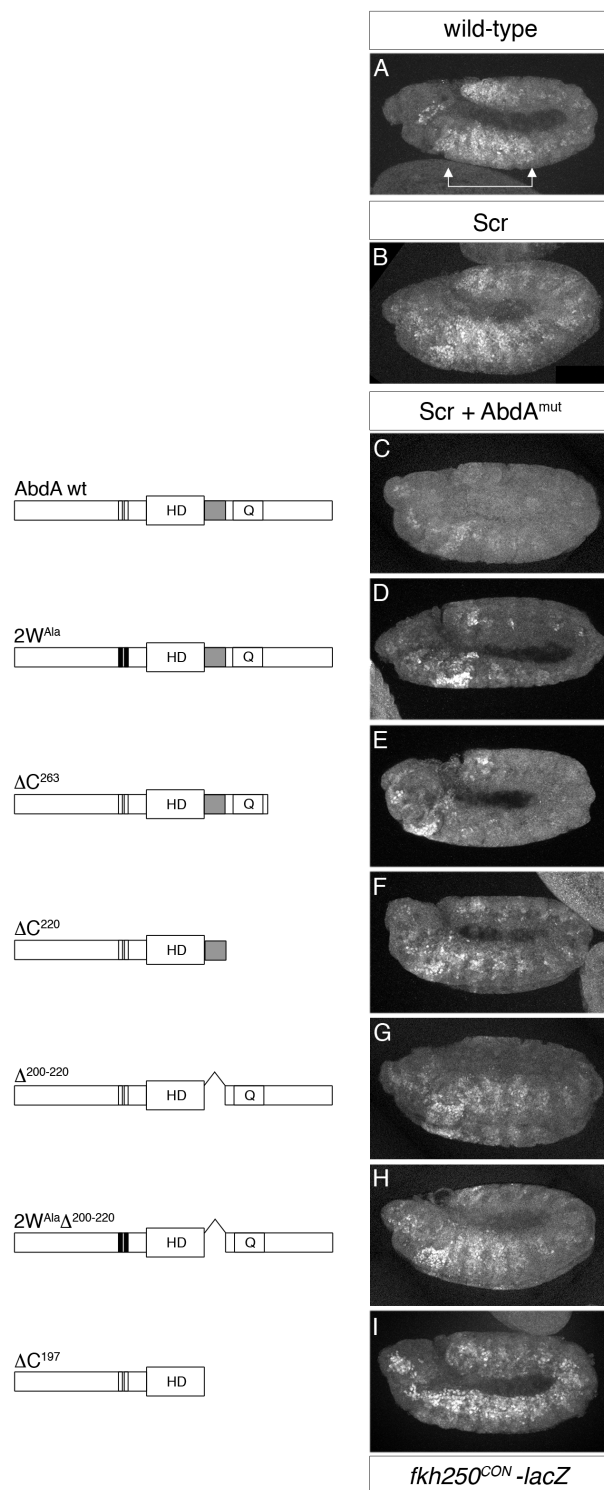 wild-type
A
Scr
B
Scr + AbdA^mut
AbdA wt
HD Q
C
2W^Ala
HD Q
D
ΔC^263
HD Q
E
ΔC^220
HD
F
Δ^200-220
HD Q
G
2W^AlaΔ^200-220
HD Q
H
ΔC^197
HD
I
fkh250^CON -lacZ